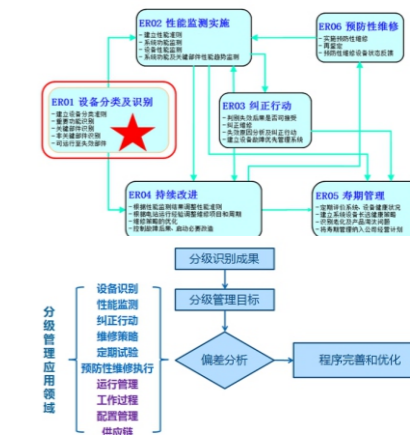 ER02 性能监测实施
-建立性能准则
-系统功能监测
-设备性能监测
-系统功能及关键部件性能趋势监测
ER06 预防性维修
-实施预防性维修
-再鉴定
-预防性维修设备状态反馈
ER01 设备分类及识别
-建立设备分类准则
-重要功能识别
-关键部件识别
-非关键部件识别
-可运行至失效部件
ER03 纠正行动
-判别失效后果是否可接受
-纠正维修
-失效原因分析及纠正行动
-建立设备缺陷优先管理系统
ER04 持续改进
-根据性能监测结果调整性能准则
-根据电站运行经验调整维修项目和周期
-维修策略的优化
-控制故障后果，启动必要改造
ER05 寿期管理
-定期评估系统、设备健康状况
-建立系统设备长远健康策略
-识别老化及产品淘汰问题
-将寿期管理纳入公司经营计划
分级识别成果
分级管理目标
偏差分析
程序完善和优化
分级管理应用领域
设备识别
性能监测
纠正行动
维修策略
定期试验
预防性维修执行
运行管理
工作过程
配置管理
供应链